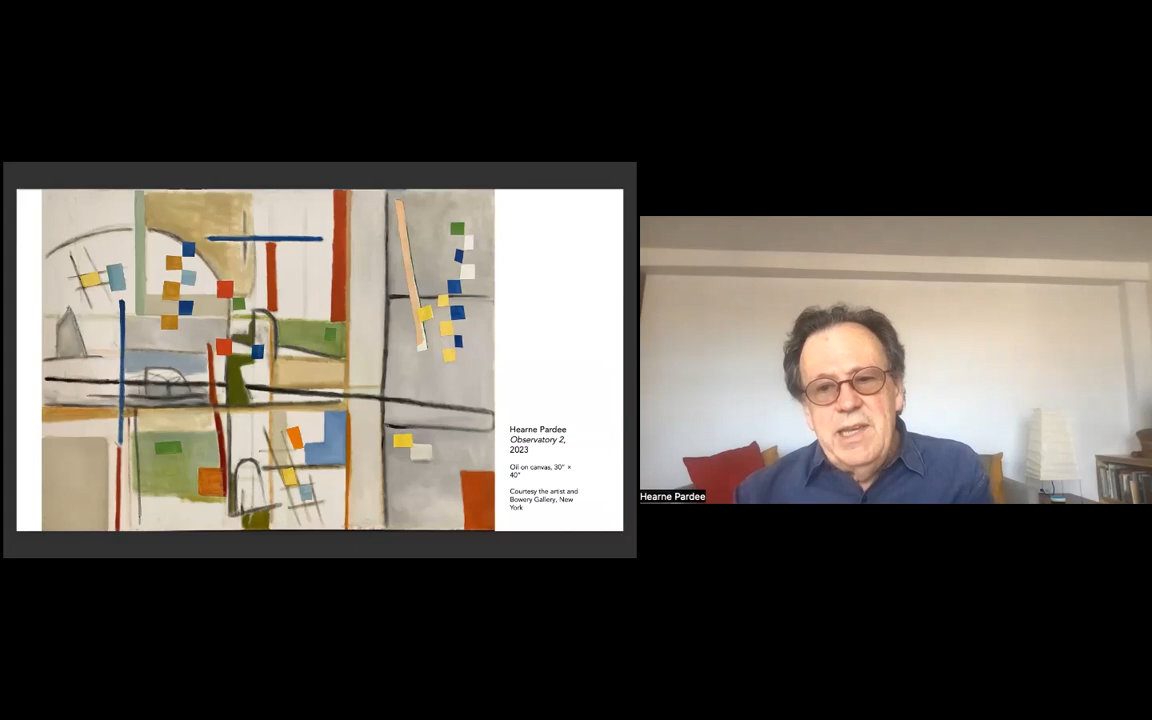 Hearne Pardee
Observatory 2,
2023
Oil on canvas, 30" ×
40"
Courtesy the artist and
Bowery Gallery, New
York
Hearne Pardee